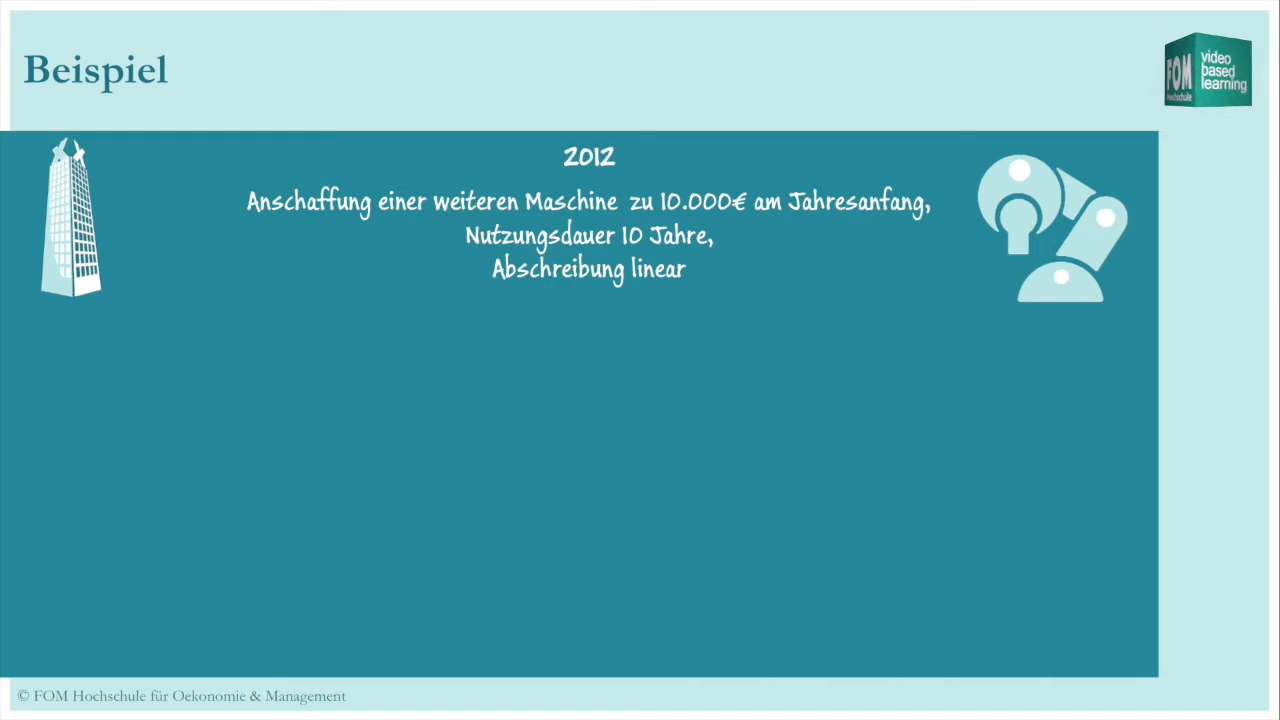 Beispiel
FOM
Hochschule
video
based
learning
2012
Anschaffung einer weiteren Maschine zu 10.000€ am Jahresanfang,
Nutzungsdauer 10 Jahre,
Abschreibung linear
© FOM Hochschule für Oekonomie & Management